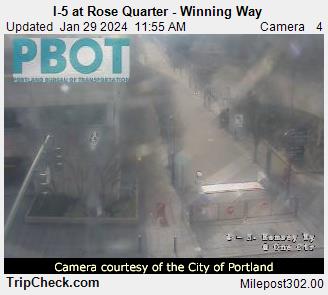 I-5 at Rose Quarter - Winning Way
Updated Jan 29 2024 11:55 AM Camera 4
PBOT
PORTLAND BUREAU OF TRANSPORTATION
Camera courtesy of the City of Portland
TripCheck.com Milepost302.00